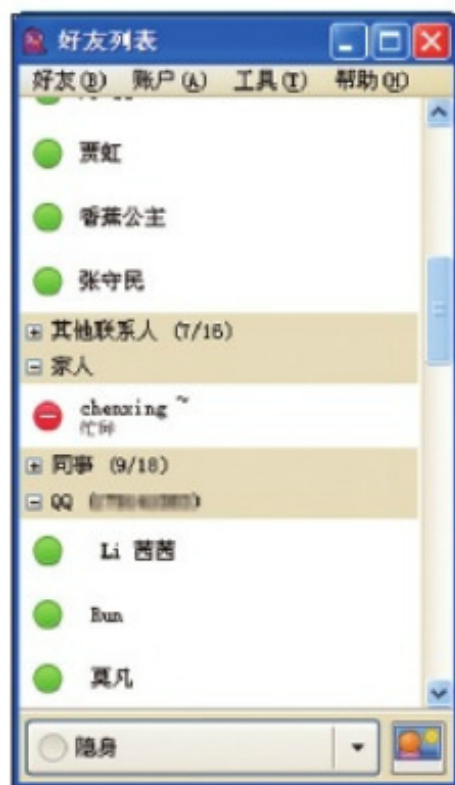 好友列表
好友(B) 账户(A) 工具(T) 帮助(H)
贾虹
香蕉公主
张守民
其他联系人 (7/16)
家人
chenxing ~
忙碌
同事 (9/18)
QQ
Li 茜茜
Bun
莫凡
隐身